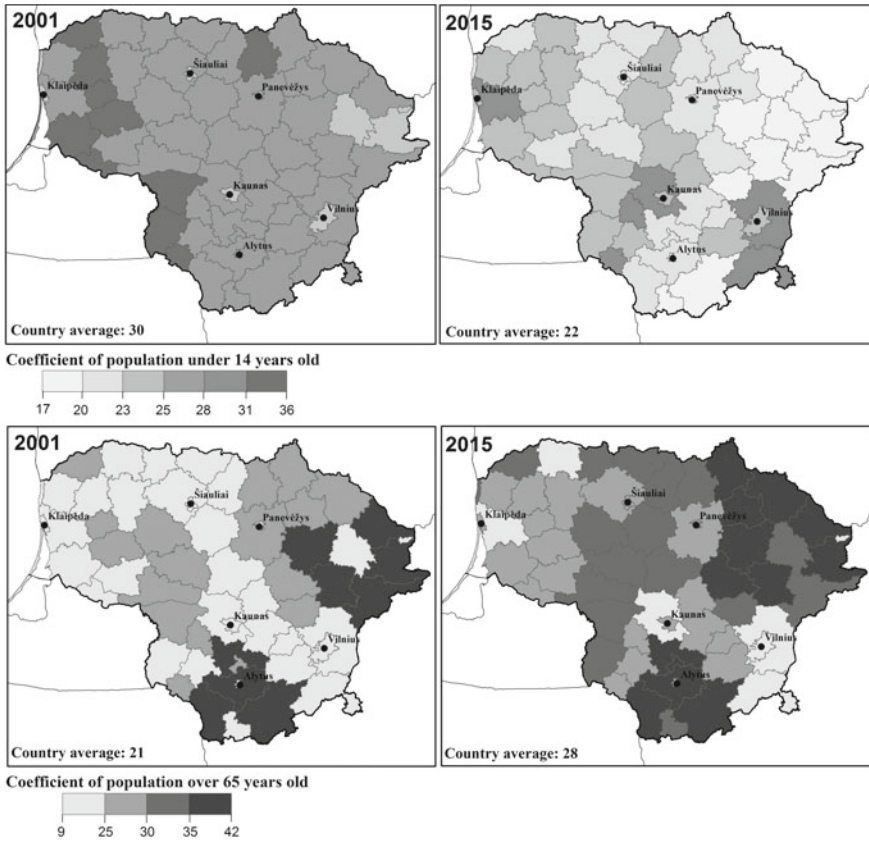 2001
Šiauliai
Klaipėda
Panevėžys
Kaunas
Vilnius
Alytus
Country average: 30
2015
Šiauliai
Klaipėda
Panevėžys
Kaunas
Vilnius
Alytus
Country average: 22
Coefficient of population under 14 years old
17 20 23 25 28 31 36
2001
Šiauliai
Klaipėda
Panevėžys
Kaunas
Vilnius
Alytus
Country average: 21
2015
Šiauliai
Klaipėda
Panevėžys
Kaunas
Vilnius
Alytus
Country average: 28
Coefficient of population over 65 years old
9 25 30 35 42